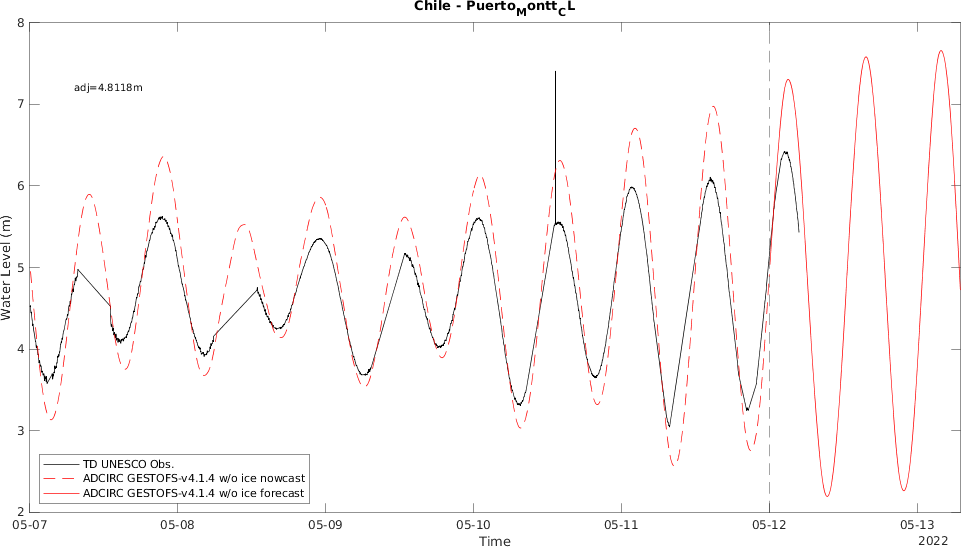 Chile - Puerto_Montt_CL
8
7
6
5
4
3
2
adj=4.8118m
Water Level (m)
TD UNESCO Obs.
ADCIRC GESTOFS-v4.1.4 w/o ice nowcast
ADCIRC GESTOFS-v4.1.4 w/o ice forecast
05-07
05-08
05-09
05-10
05-11
05-12
05-13
Time
2022